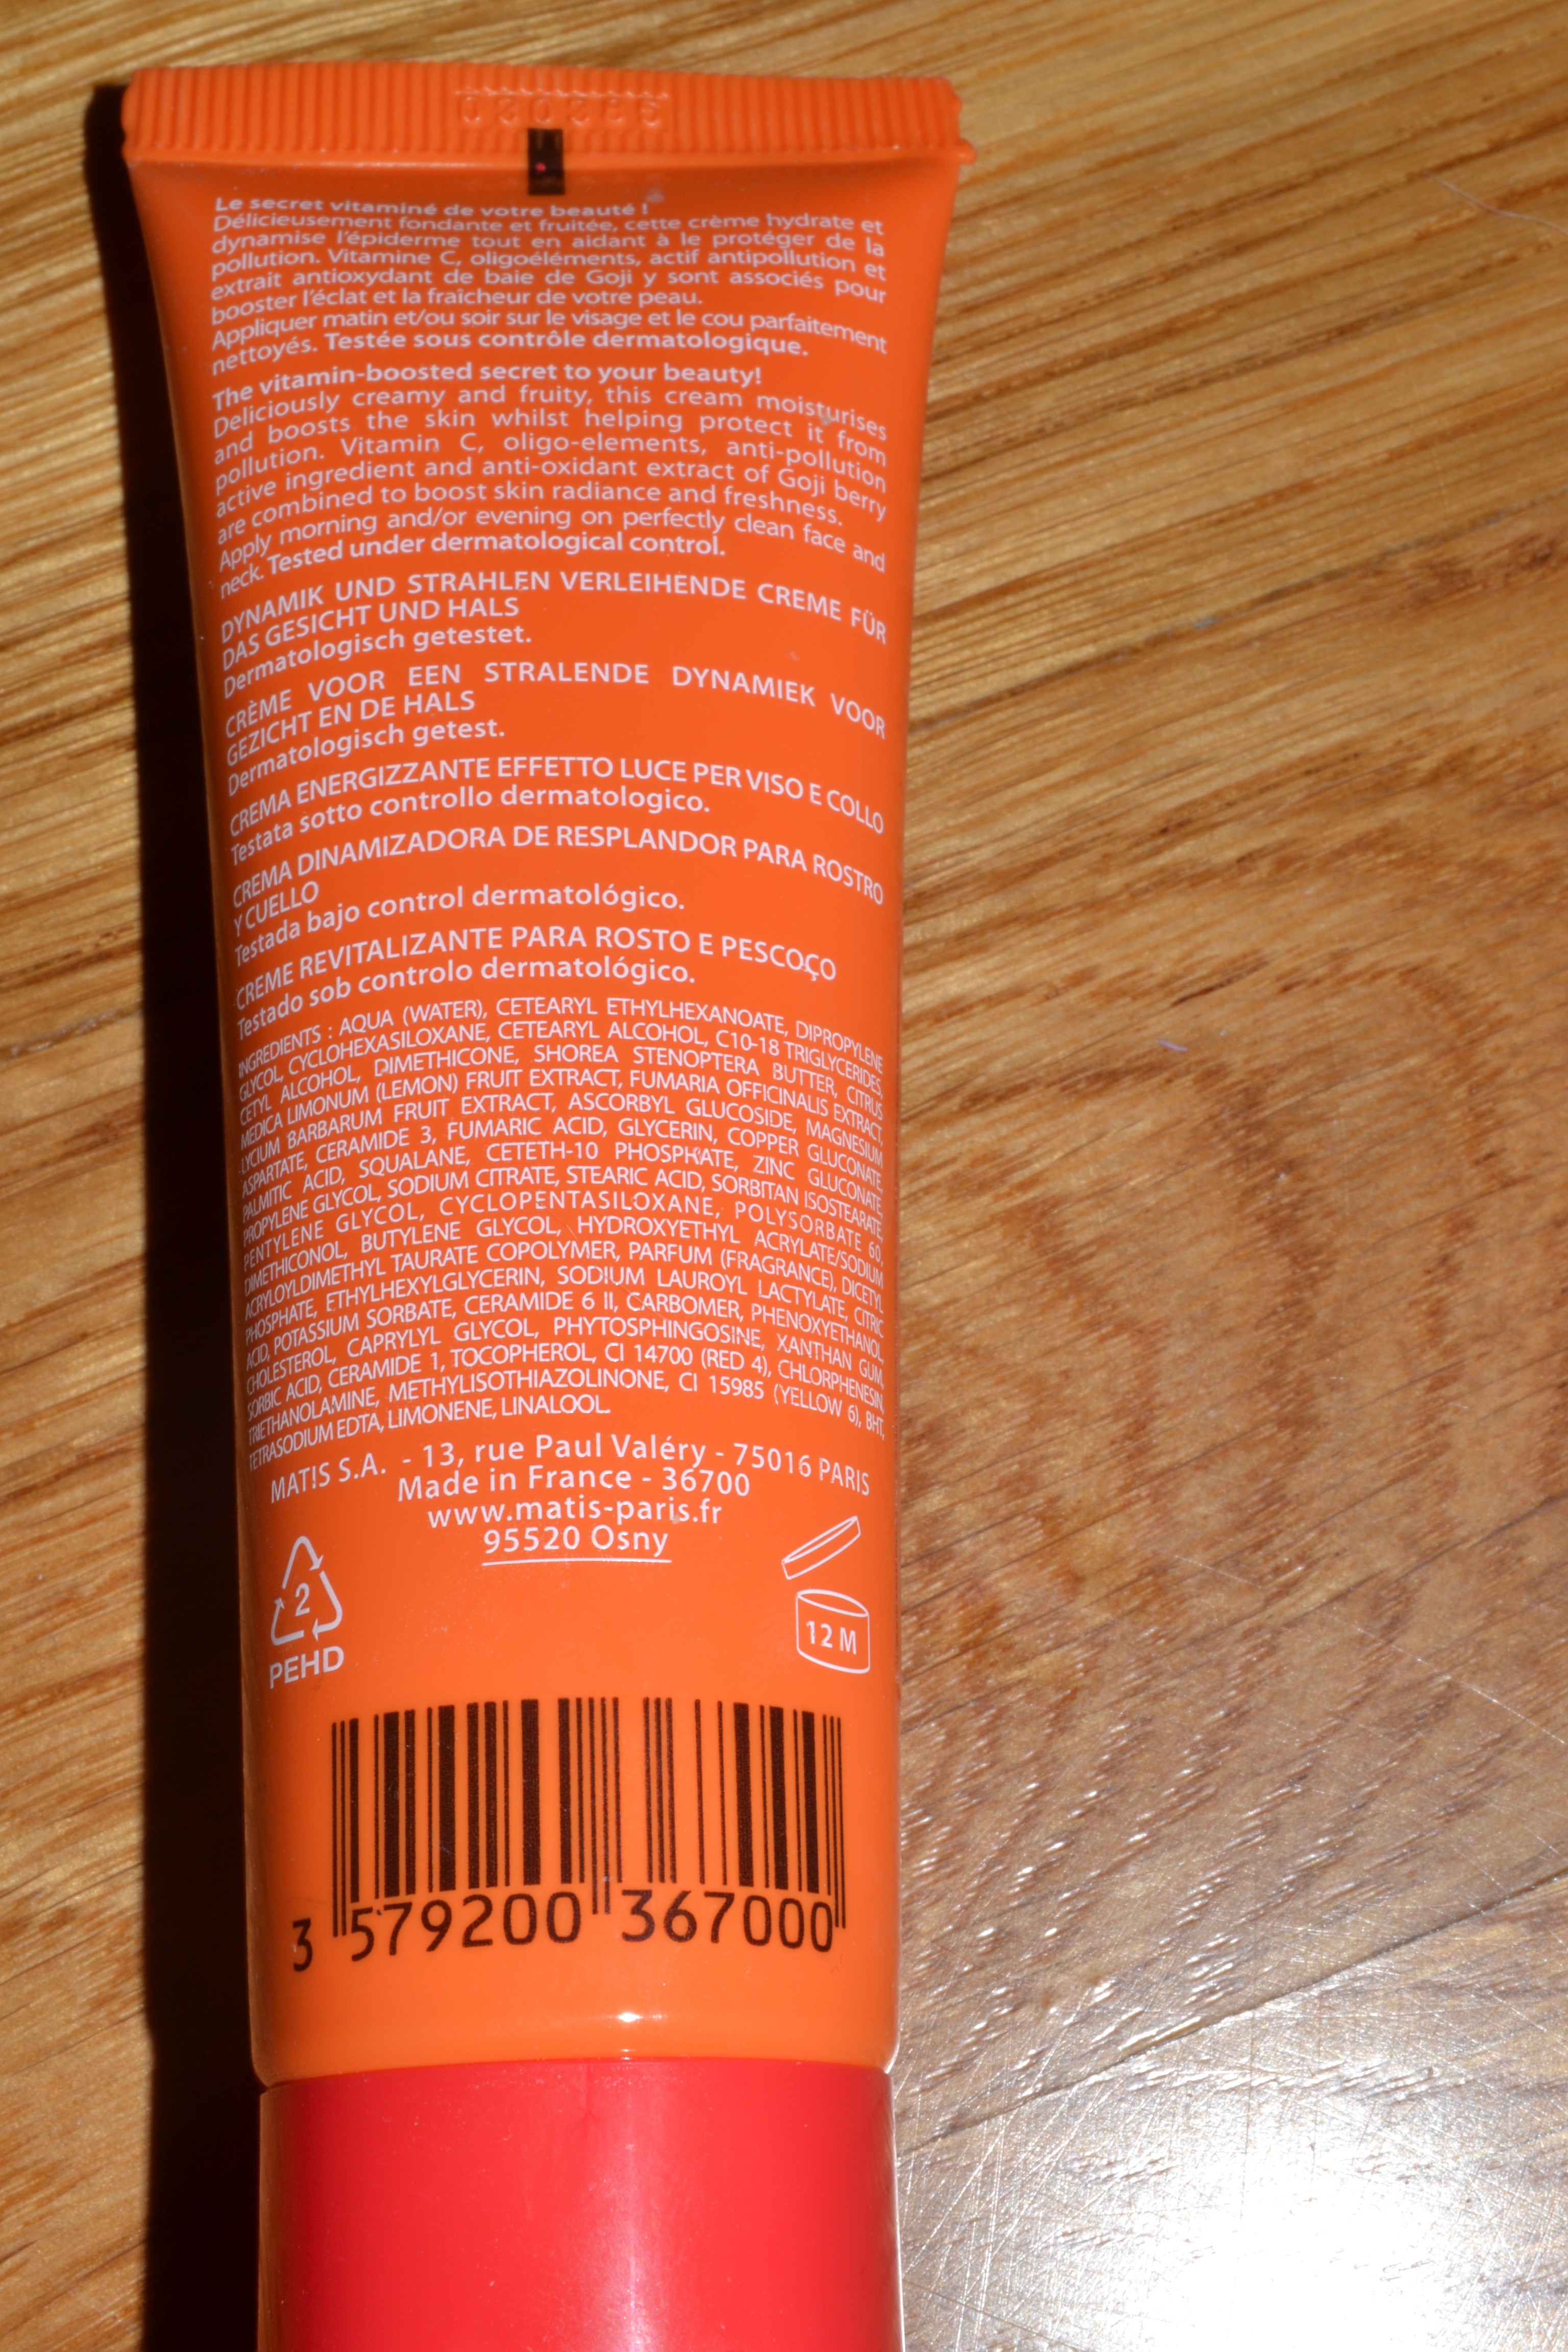 Le secret vitaminé de votre beauté !
Délicieusement fondante et fruitée, cette crème hydrate et
dynamise l'épiderme tout en aidant à le protéger de la
pollution. Vitamine C, oligoéléments, actif antipollution et
extrait antioxydant de baie de Goji y sont associés pour
booster l'éclat et la fraîcheur de votre peau.
Appliquer matin et/ou soir sur le visage et le cou parfaitement
nettoyés. Testée sous contrôle dermatologique.
The vitamin-boosted secret to your beauty!
Deliciously creamy and fruity, this cream moisturises
and boosts the skin whilst helping protect it from
pollution. Vitamin C, oligo-elements, anti-pollution
active ingredient and anti-oxidant extract of Goji berry
are combined to boost skin radiance and freshness.
Apply morning and/or evening on perfectly clean face and
neck. Tested under dermatological control.
DYNAMIK UND STRAHLEN VERLEIHENDE CREME FÜR
DAS GESICHT UND HALS
Dermatologisch getestet.
CRÈME VOOR EEN STRALENDE DYNAMIEK VOOR
GEZICHT EN DE HALS
Dermatologisch getest.
CREMA ENERGIZZANTE EFFETTO LUCE PER VISO E COLLO
Testata sotto controllo dermatologico.
CREMA DINAMIZADORA DE RESPLANDOR PARA ROSTRO
Y CUELLO
Testada bajo control dermatológico.
CREME REVITALIZANTE PARA ROSTO E PESCOÇO
Testado sob controlo dermatológico.
INGREDIENTS : AQUA (WATER), CETEARYL ETHYLHEXANOATE, DIPROPYLENE
GLYCOL, CYCLOHEXASILOXANE, CETEARYL ALCOHOL, C10-18 TRIGLYCERIDES,
CETYL ALCOHOL, DIMETHICONE, SHOREA STENOPTERA BUTTER, CITRUS
MEDICA LIMONUM (LEMON) FRUIT EXTRACT, FUMARIA OFFICINALIS EXTRACT,
LYCIUM BARBARUM FRUIT EXTRACT, ASCORBYL GLUCOSIDE, MAGNESIUM
ASPARTATE, CERAMIDE 3, FUMARIC ACID, GLYCERIN, COPPER GLUCONATE,
PALMITIC ACID, SQUALANE, CETETH-10 PHOSPHATE, ZINC GLUCONATE,
PROPYLENE GLYCOL, SODIUM CITRATE, STEARIC ACID, SORBITAN ISOSTEARATE,
PENTYLENE GLYCOL, CYCLOPENTASILOXANE, POLYSORBATE 60,
DIMETHICONOL, BUTYLENE GLYCOL, HYDROXYETHYL ACRYLATE/SODIUM
ACRYLOYLDIMETHYL TAURATE COPOLYMER, PARFUM (FRAGRANCE), DICETYL
PHOSPHATE, ETHYLHEXYLGLYCERIN, SODIUM LAUROYL LACTYLATE, CITRIC
ACID, POTASSIUM SORBATE, CERAMIDE 6 II, CARBOMER, PHENOXYETHANOL,
CHOLESTEROL, CAPRYLYL GLYCOL, PHYTOSPHINGOSINE, XANTHAN GUM,
SORBIC ACID, CERAMIDE 1, TOCOPHEROL, CI 14700 (RED 4), CHLORPHENESIN,
TRIETHANOLAMINE, METHYLISOTHIAZOLINONE, CI 15985 (YELLOW 6), BHT,
TETRASODIUM EDTA, LIMONENE, LINALOOL.
MATIS S.A. - 13, rue Paul Valéry - 75016 PARIS
Made in France - 36700
www.matis-paris.fr
95520 Osny
2
PEHD
12 M
3 579200 367000